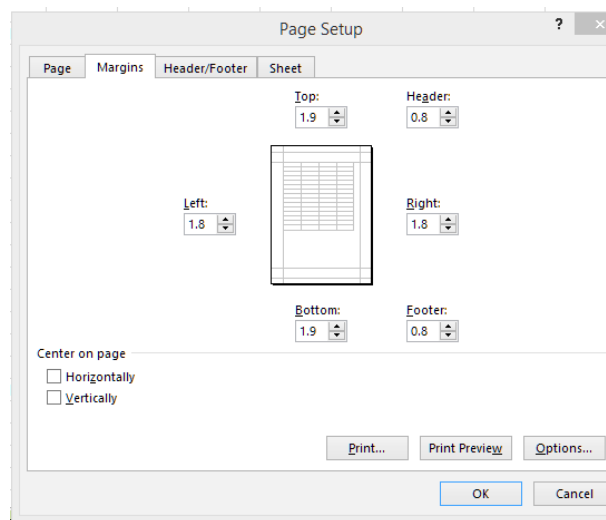 Page Setup
? ×
Page Margins Header/Footer Sheet
Top: Header:
1.9 0.8
Left: Right:
1.8 1.8
Bottom: Footer:
1.9 0.8
Center on page
Horizontally
Vertically
Print... Print Preview Options...
OK Cancel